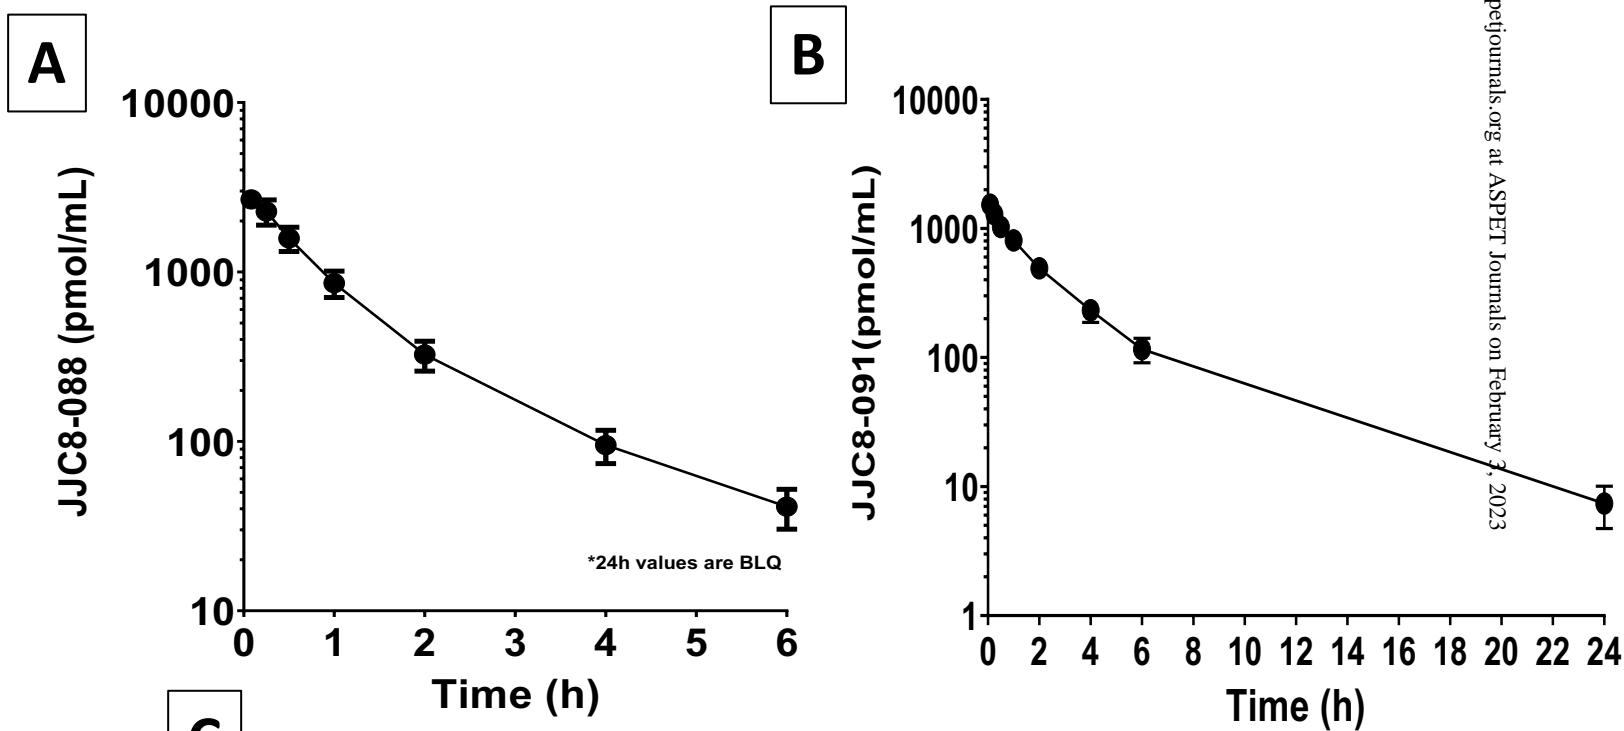 A
10000
1000
100
10
JJC8-088 (pmol/mL)
*24h values are BLQ
0 1 2 3 4 5 6
Time (h)
B
10000
1000
100
10
1
JJC8-091(pmol/mL)
0 2 4 6 8 10 12 14 16 18 20 22 24
Time (h)
petjournals.org at ASPET Journals on February 3, 2023